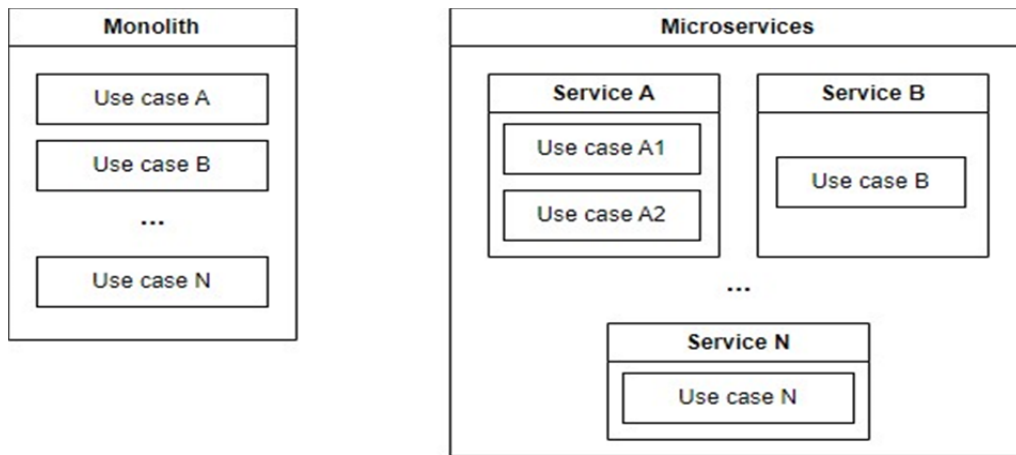 Monolith
Use case A
Use case B
...
Use case N
Microservices
Service A
Use case A1
Use case A2
Service B
Use case B
...
Service N
Use case N